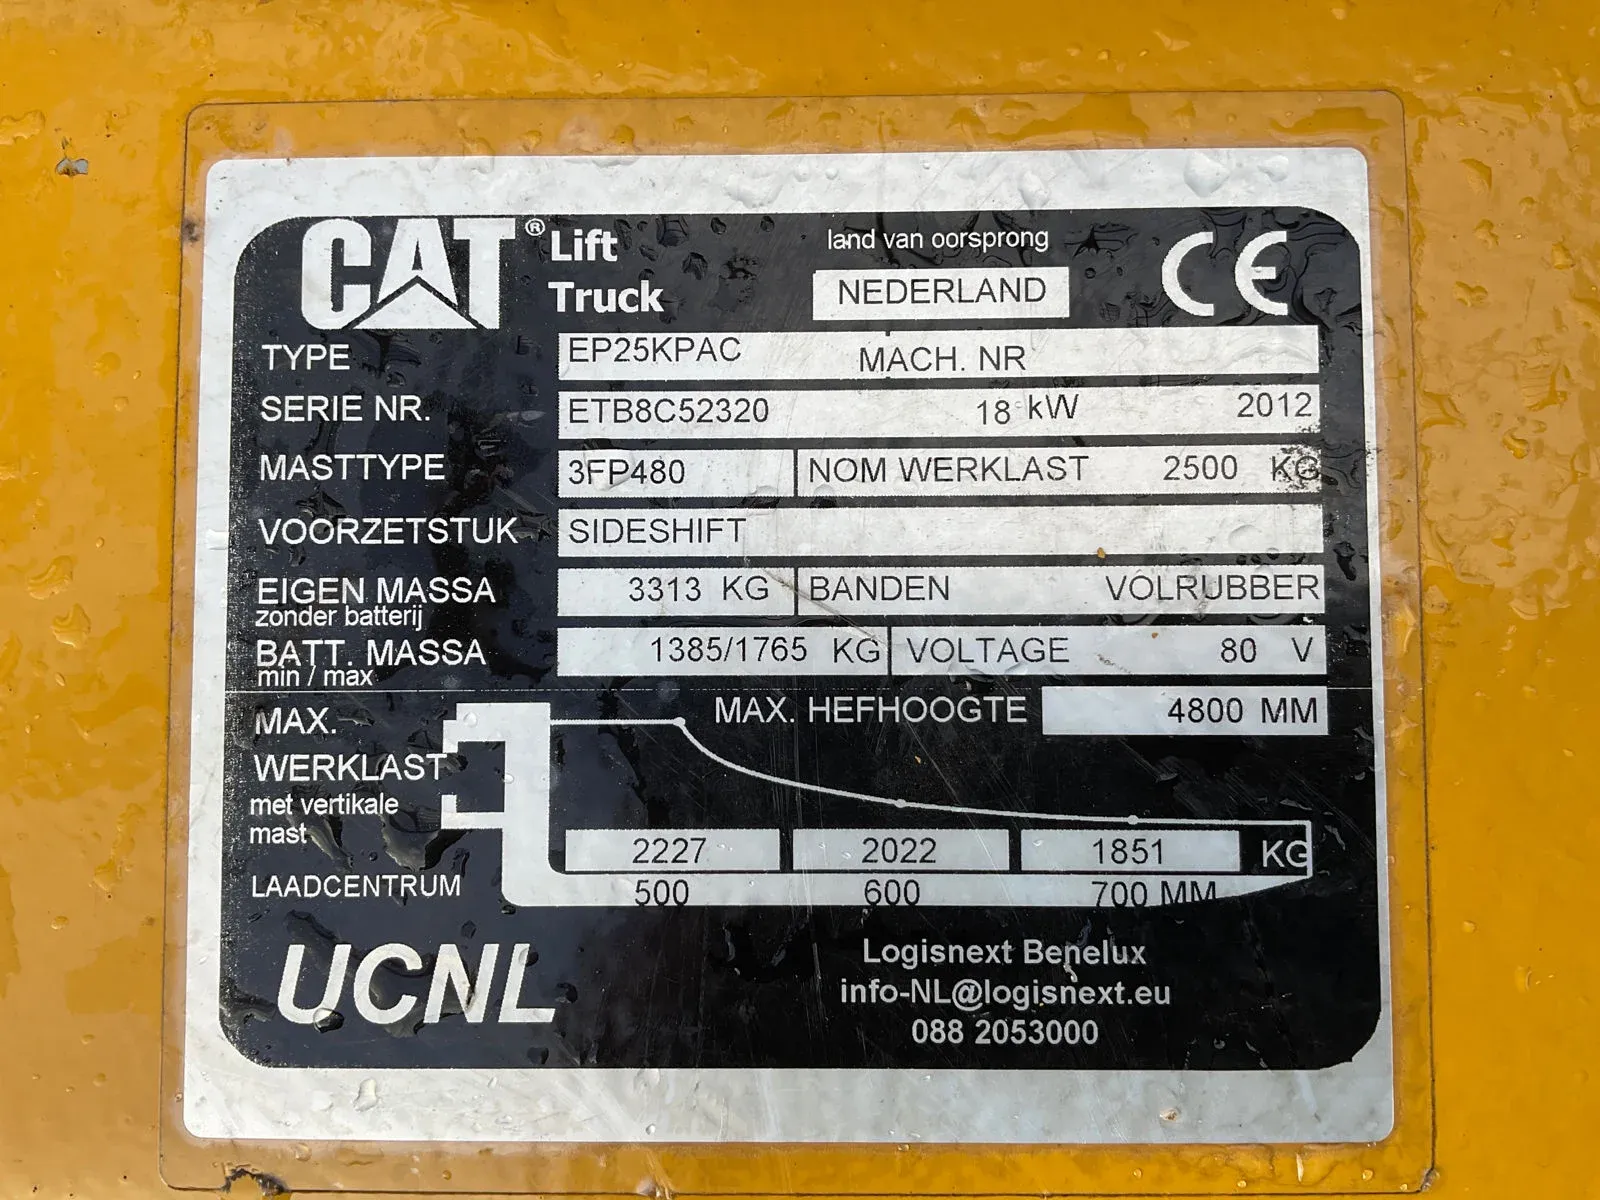 CAT® Lift Truck
land van oorsprong
NEDERLAND
CE
TYPE EP25KPAC MACH. NR
SERIE NR. ETB8C52320 18 kW 2012
MASTTYPE 3FP480 NOM WERKLAST 2500 KG
VOORZETSTUK SIDESHIFT
EIGEN MASSA 3313 KG BANDEN VOLRUBBER
zonder batterij
BATT. MASSA 1385/1765 KG VOLTAGE 80 V
min / max
MAX. HEFHOOGTE 4800 MM
MAX.
WERKLAST
met vertikale
mast
2227 2022 1851 KG
LAADCENTRUM 500 600 700 MM
UCNL
Logisnext Benelux
info-NL@logisnext.eu
088 2053000